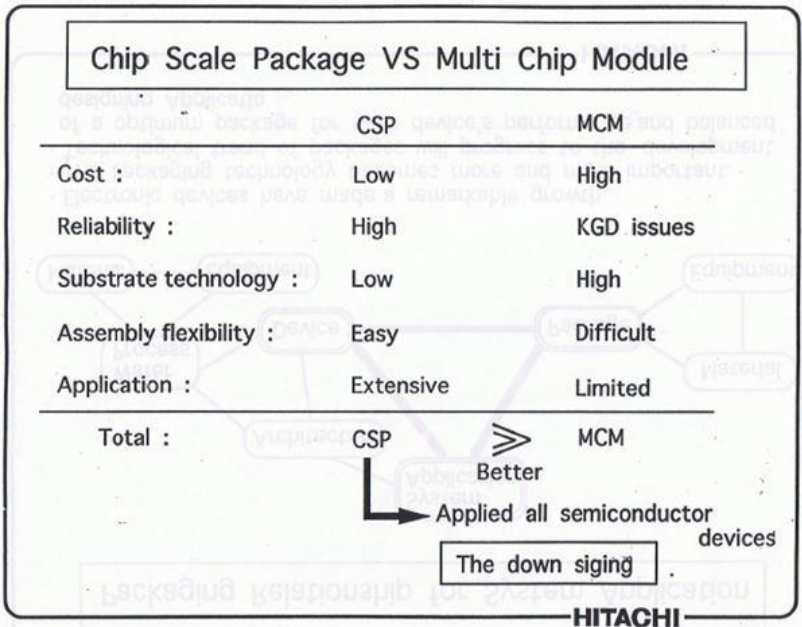 Chip Scale Package VS Multi Chip Module
CSP MCM
Cost : Low High
Reliability : High KGD issues
Substrate technology : Low High
Assembly flexibility : Easy Difficult
Application : Extensive Limited
Total : CSP ≫ MCM
Better
Applied all semiconductor
devices
The down siging
HITACHI